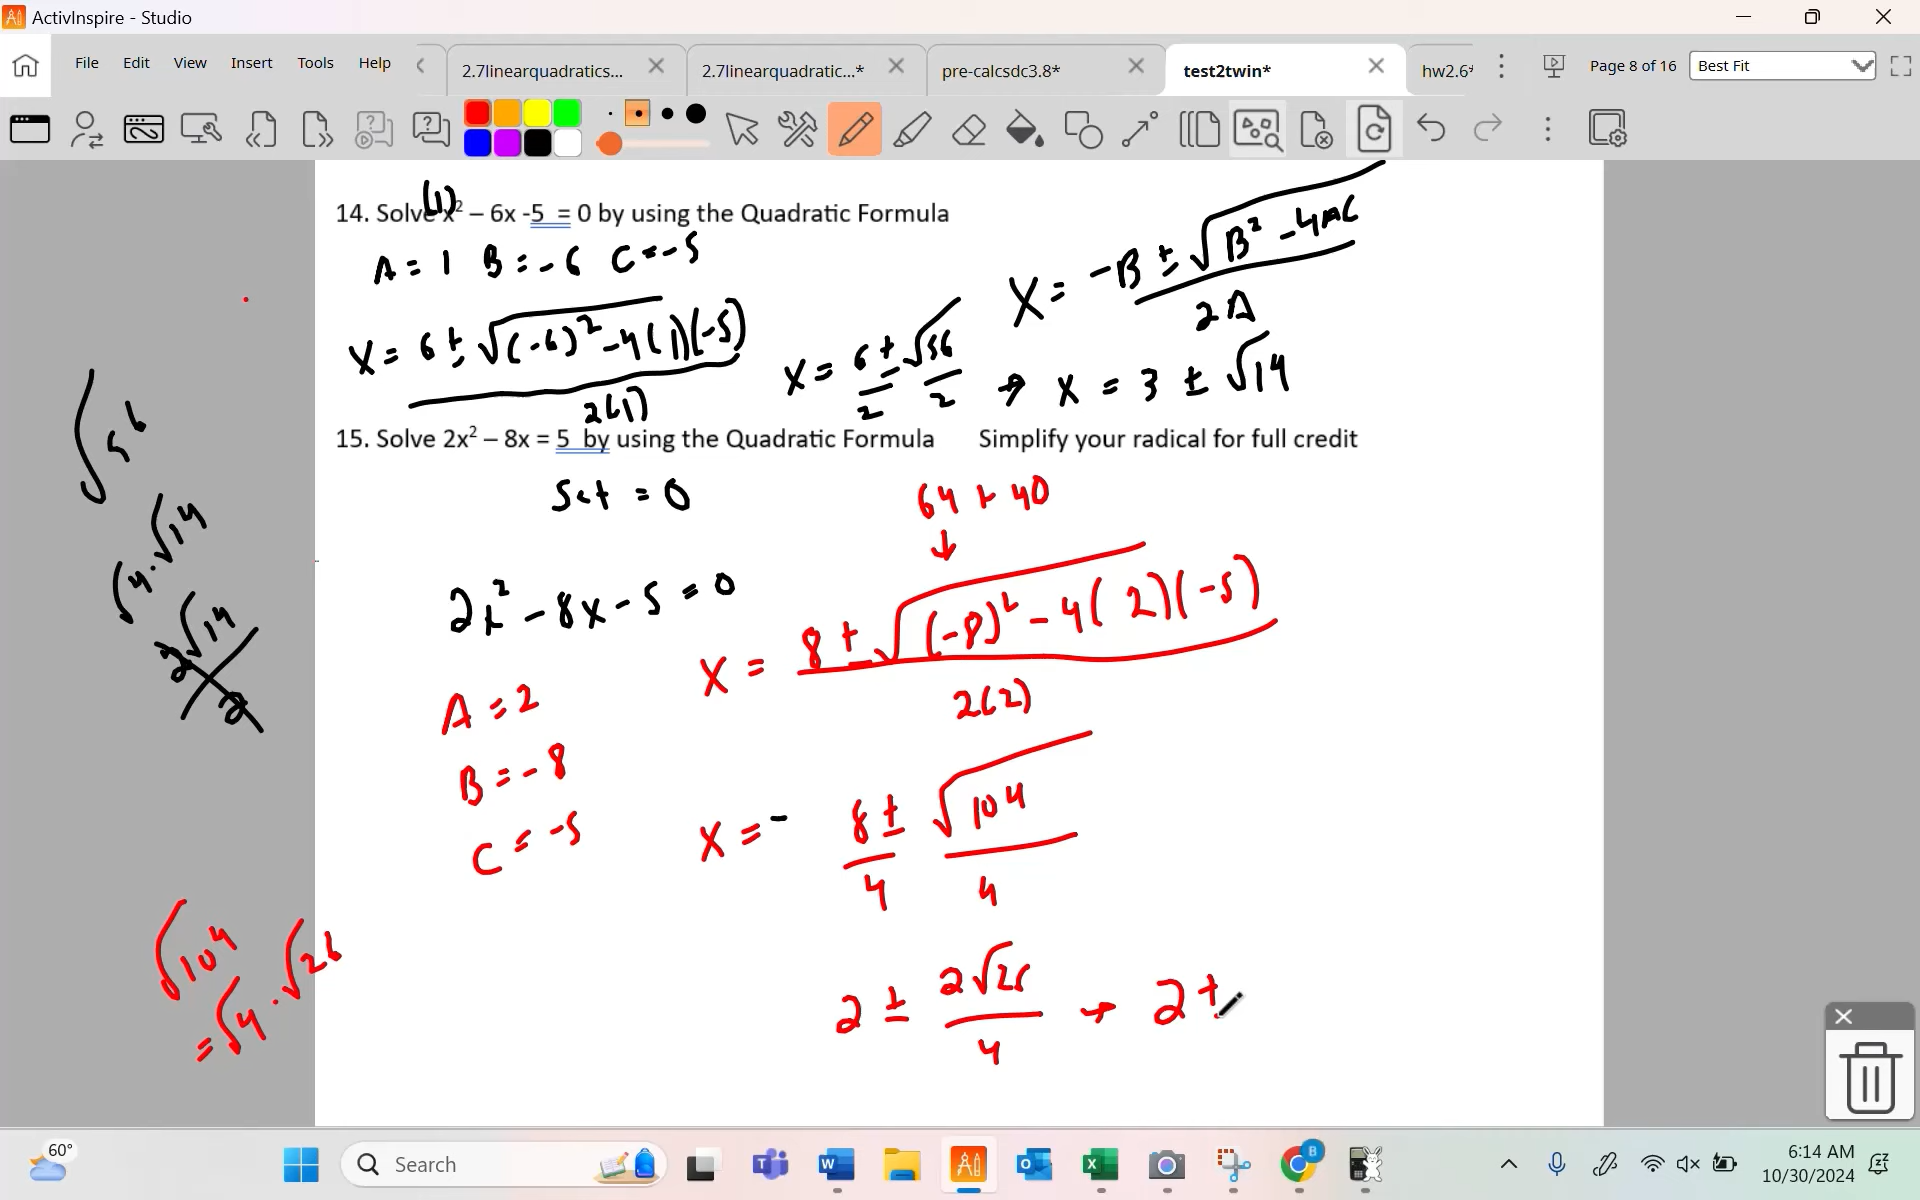 ActivInspire - Studio
File Edit View Insert Tools Help
2.7linearquadratics...
2.7linearquadratic...*
pre-calcsdc3.8*
test2twin*
hw2.6*
Page 8 of 16
Best Fit
(1)
14. Solve x² – 6x -5 = 0 by using the Quadratic Formula
A = 1 B = -6 C = -5
X = -B ± √B² - 4AC
2A
X = 6 ± √(-6)² - 4(1)(-5)
2(1)
X = 6/2 ± √56/2 → X = 3 ± √14
15. Solve 2x² – 8x = 5 by using the Quadratic Formula Simplify your radical for full credit
Set = 0
64 + 40
↓
2x² - 8x - 5 = 0
X = 8 ± √(-8)² - 4(2)(-5)
2(2)
A = 2
B = -8
C = -5
X = - 8/4 ± √104/4
2 ± 2√26/4 → 2 ±
√56
√4 · √14
2√14
2
√104
= √4 · √26
60°
Search
6:14 AM
10/30/2024